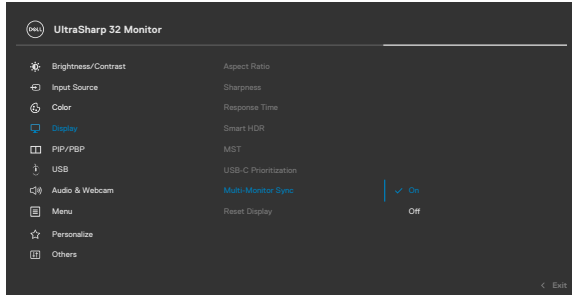 DELL UltraSharp 32 Monitor
Brightness/Contrast Aspect Ratio
Input Source Sharpness
Color Response Time
Display Smart HDR
PIP/PBP MST
USB USB-C Prioritization
Audio & Webcam Multi-Monitor Sync ✓ On
Menu Reset Display Off
Personalize
Others
< Exit